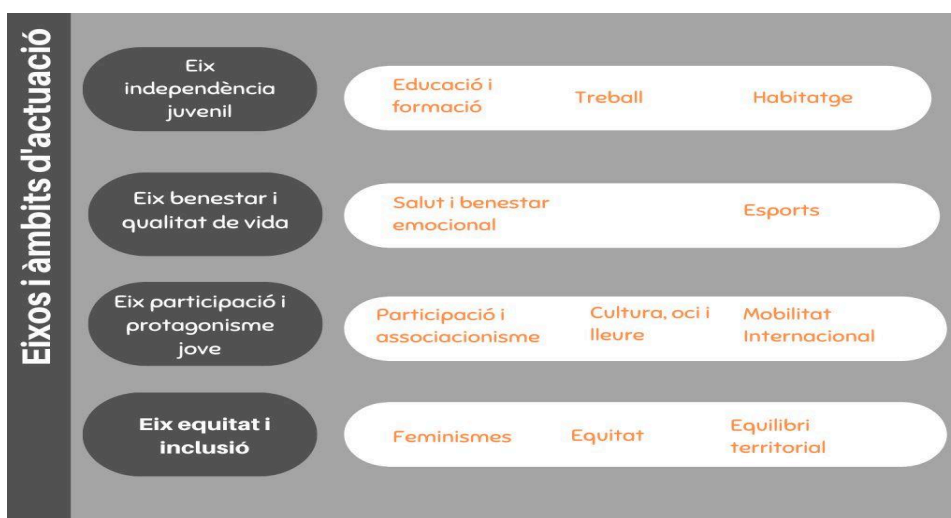 Eixos i àmbits d'actuació
Eix
independència
juvenil
Educació i
formació
Treball
Habitatge
Eix benestar i
qualitat de vida
Salut i benestar
emocional
Esports
Eix participació i
protagonisme
jove
Participació i
associacionisme
Cultura, oci i
lleure
Mobilitat
Internacional
Eix equitat i
inclusió
Feminismes
Equitat
Equilibri
territorial